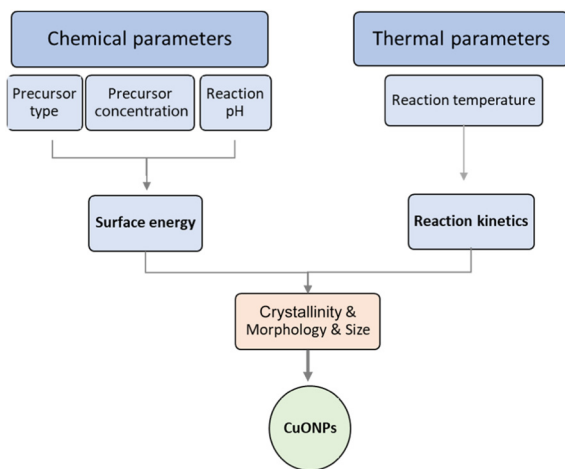 Chemical parameters
Thermal parameters
Precursor
type
Precursor
concentration
Reaction
pH
Reaction temperature
Surface energy
Reaction kinetics
Crystallinity &
Morphology & Size
CuONPs